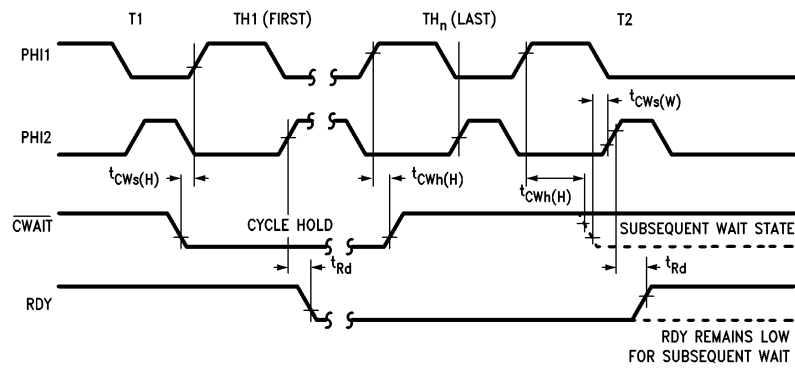 T1 TH1 (FIRST) THn (LAST) T2
PHI1
tCWs(W)
PHI2
tCWs(H) tCWh(H) tCWh(H)
CWAIT CYCLE HOLD SUBSEQUENT WAIT STATE
tRd tRd
RDY
RDY REMAINS LOW
FOR SUBSEQUENT WAIT